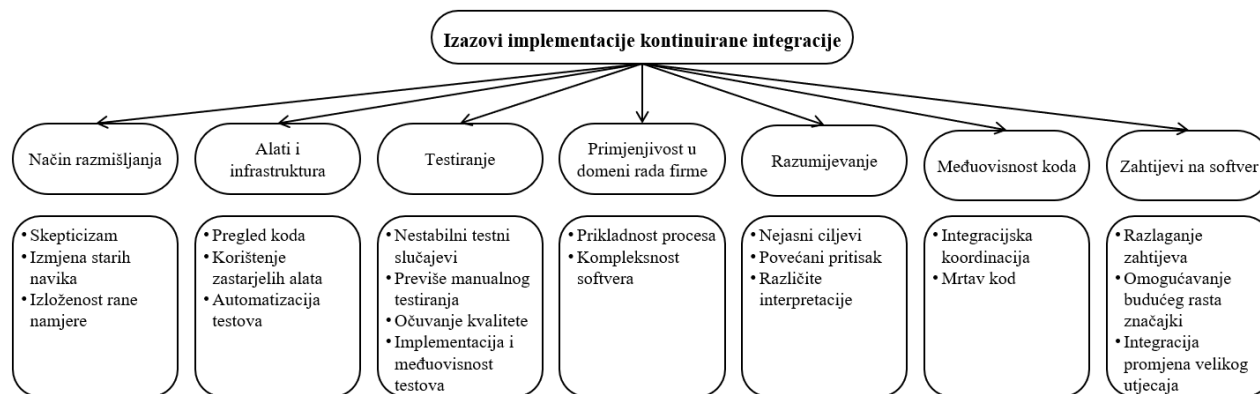 Izazovi implementacije kontinuirane integracije
Način razmišljanja
Alati i
infrastruktura
Testiranje
Primjenjivost u
domeni rada firme
Razumijevanje
Međuovisnost koda
Zahtijevi na softver
• Skepticizam
• Izmjena starih
navika
• Izloženost rane
namjere
• Pregled koda
• Korištenje
zastarjelih alata
• Automatizacija
testova
• Nestabilni testni
slučajevi
• Previše manualnog
testiranja
• Očuvanje kvalitete
• Implementacija i
međuovisnost
testova
• Prikladnost procesa
• Kompleksnost
softvera
• Nejasni ciljevi
• Povećani pritisak
• Različite
interpretacije
• Integracijska
koordinacija
• Mrtav kod
• Razlaganje
zahtijeva
• Omogućavanje
budućeg rasta
značajki
• Integracija
promjena velikog
utjecaja